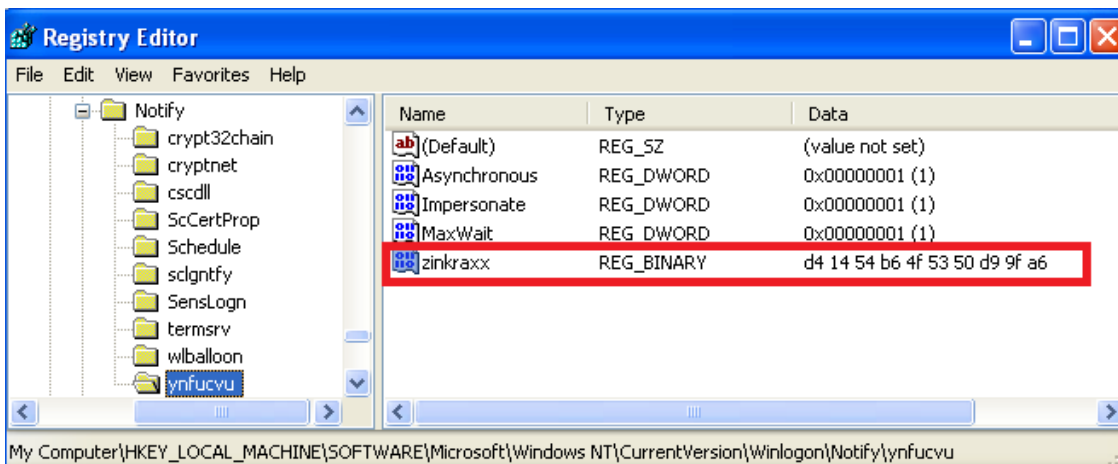 Registry Editor
File Edit View Favorites Help
Notify
crypt32chain
cryptnet
cscdll
ScCertProp
Schedule
sclgntfy
SensLogn
termsrv
wlballoon
ynfucvu
Name Type Data
(Default) REG_SZ (value not set)
Asynchronous REG_DWORD 0x00000001 (1)
Impersonate REG_DWORD 0x00000001 (1)
MaxWait REG_DWORD 0x00000001 (1)
zinkraxx REG_BINARY d4 14 54 b6 4f 53 50 d9 9f a6
My Computer\HKEY_LOCAL_MACHINE\SOFTWARE\Microsoft\Windows NT\CurrentVersion\Winlogon\Notify\ynfucvu